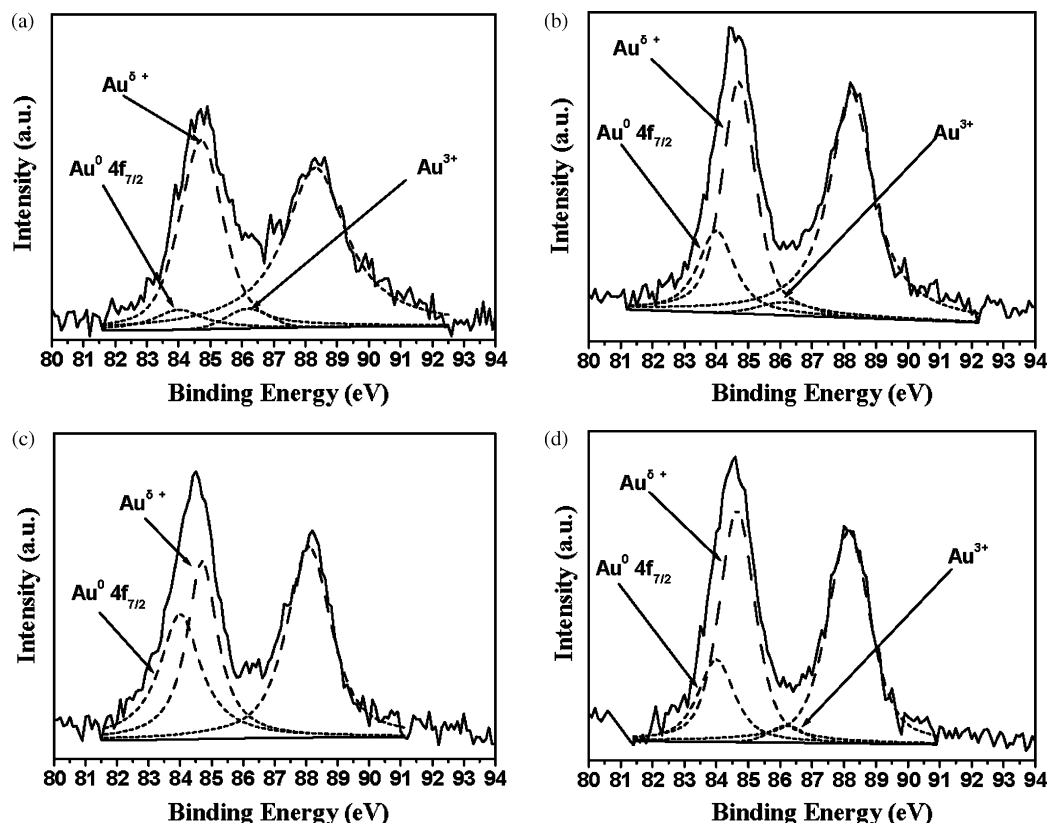 (a)
Au^δ+
Au^0 4f_7/2
Au^3+
Intensity (a.u.)
80 81 82 83 84 85 86 87 88 89 90 91 92 93 94
Binding Energy (eV)
(b)
Au^δ+
Au^0 4f_7/2
Au^3+
Intensity (a.u.)
80 81 82 83 84 85 86 87 88 89 90 91 92 93 94
Binding Energy (eV)
(c)
Au^δ+
Au^0 4f_7/2
Intensity (a.u.)
80 81 82 83 84 85 86 87 88 89 90 91 92 93 94
Binding Energy (eV)
(d)
Au^δ+
Au^0 4f_7/2
Au^3+
Intensity (a.u.)
80 81 82 83 84 85 86 87 88 89 90 91 92 93 94
Binding Energy (eV)